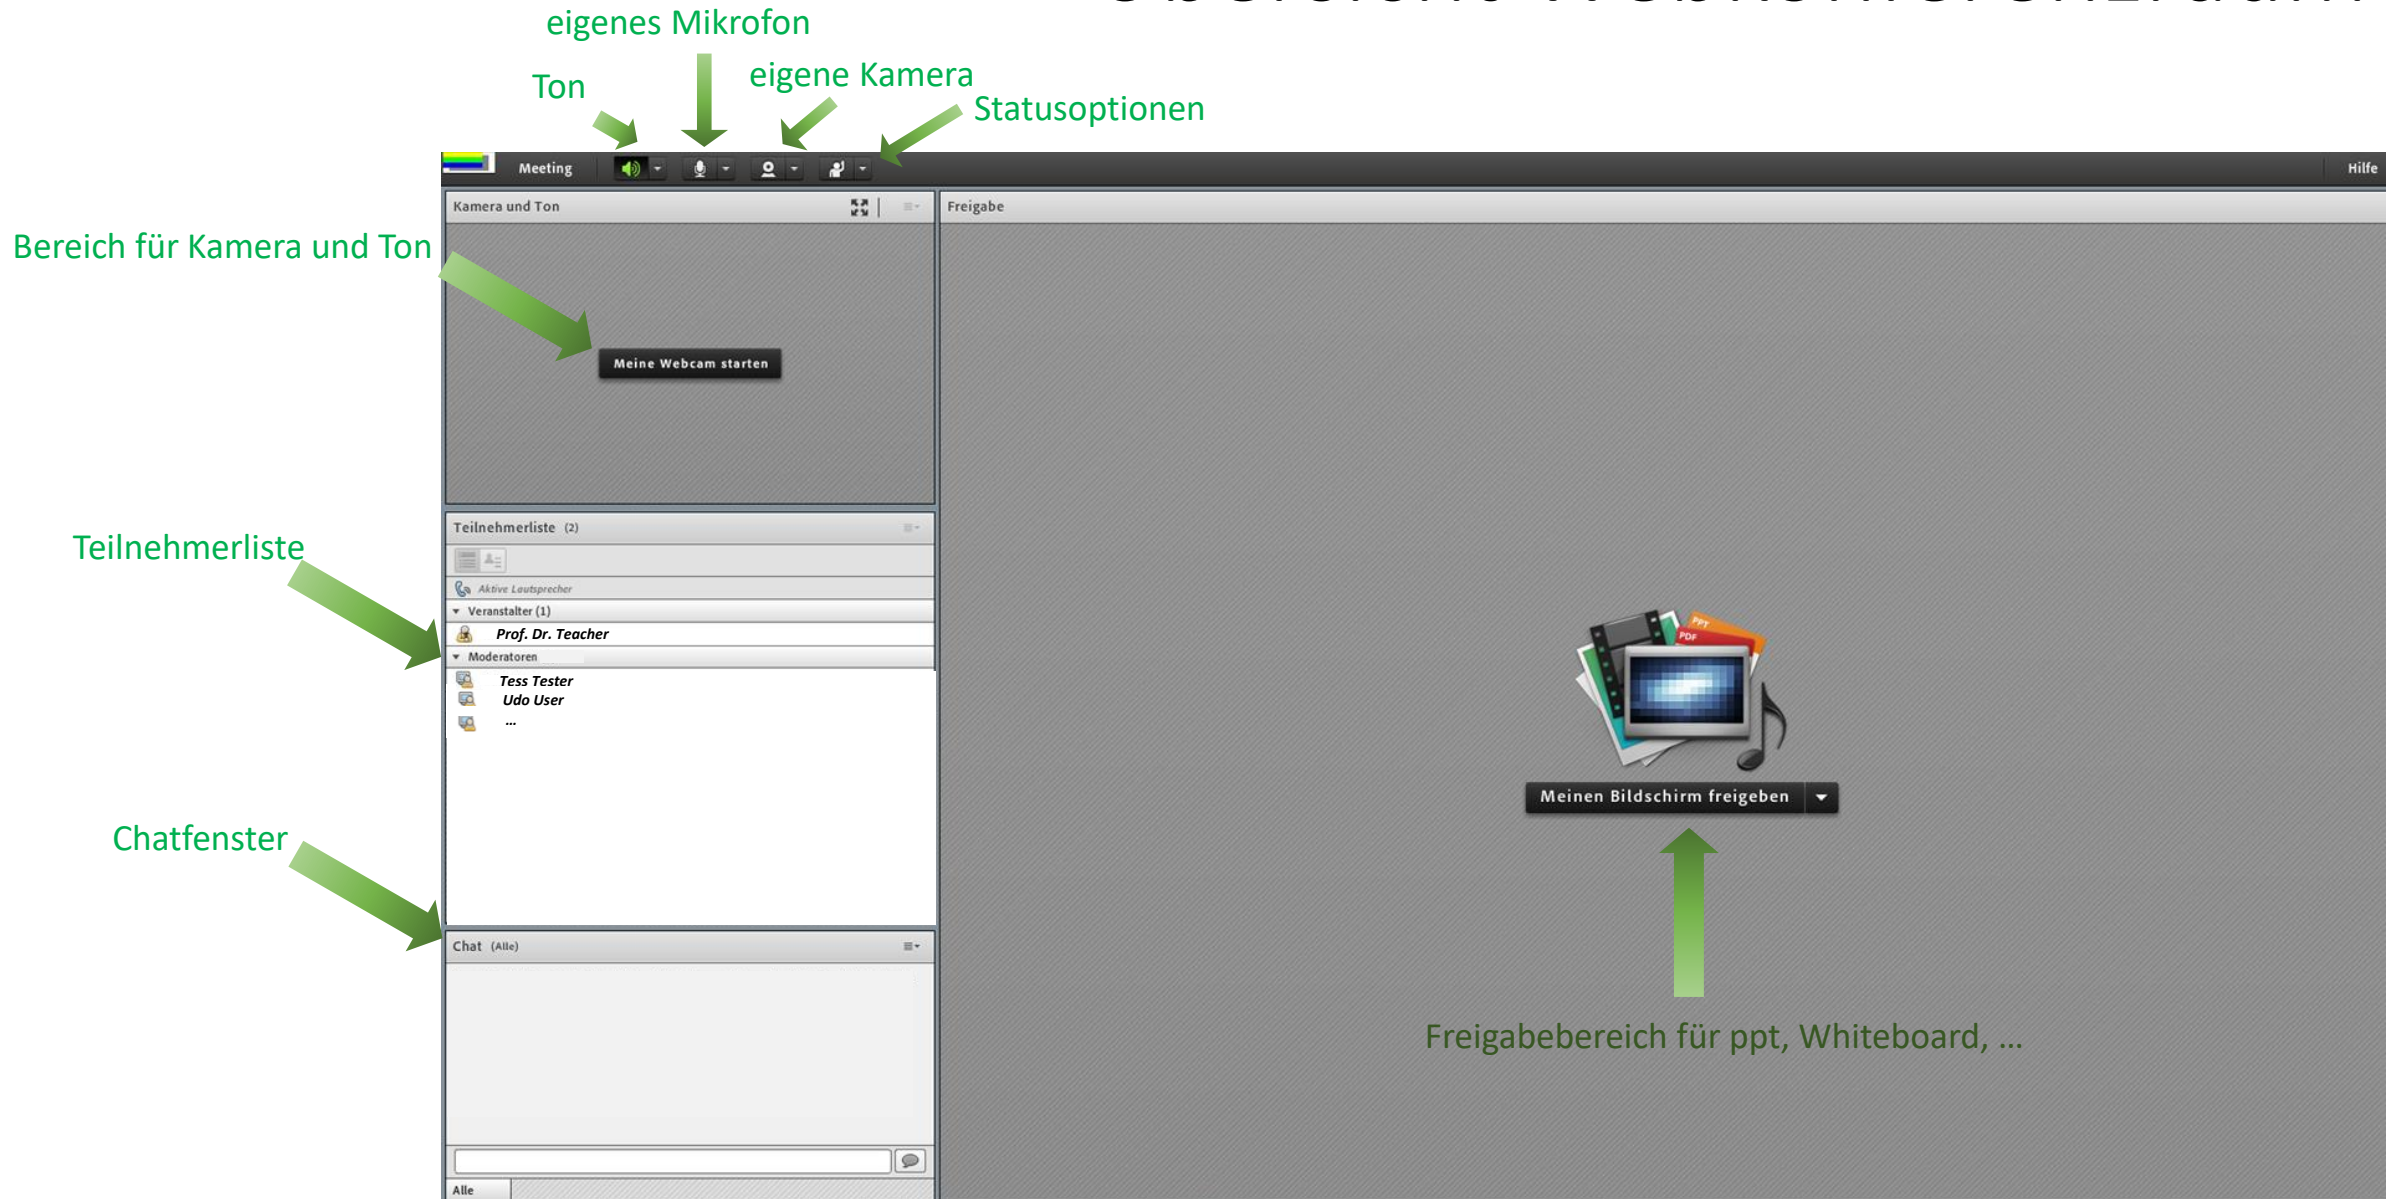 Übersicht Webkonferenzraum
eigenes Mikrofon
Ton
eigene Kamera
Statusoptionen
Meeting
Hilfe
Kamera und Ton
Freigabe
Bereich für Kamera und Ton
Meine Webcam starten
Teilnehmerliste (2)
Teilnehmerliste
Aktive Lautsprecher
Veranstalter (1)
Prof. Dr. Teacher
Moderatoren
Tess Tester
Udo User
...
PPT
PDF
Meinen Bildschirm freigeben
Chatfenster
Chat (Alle)
Freigabebereich für ppt, Whiteboard, ...
Alle